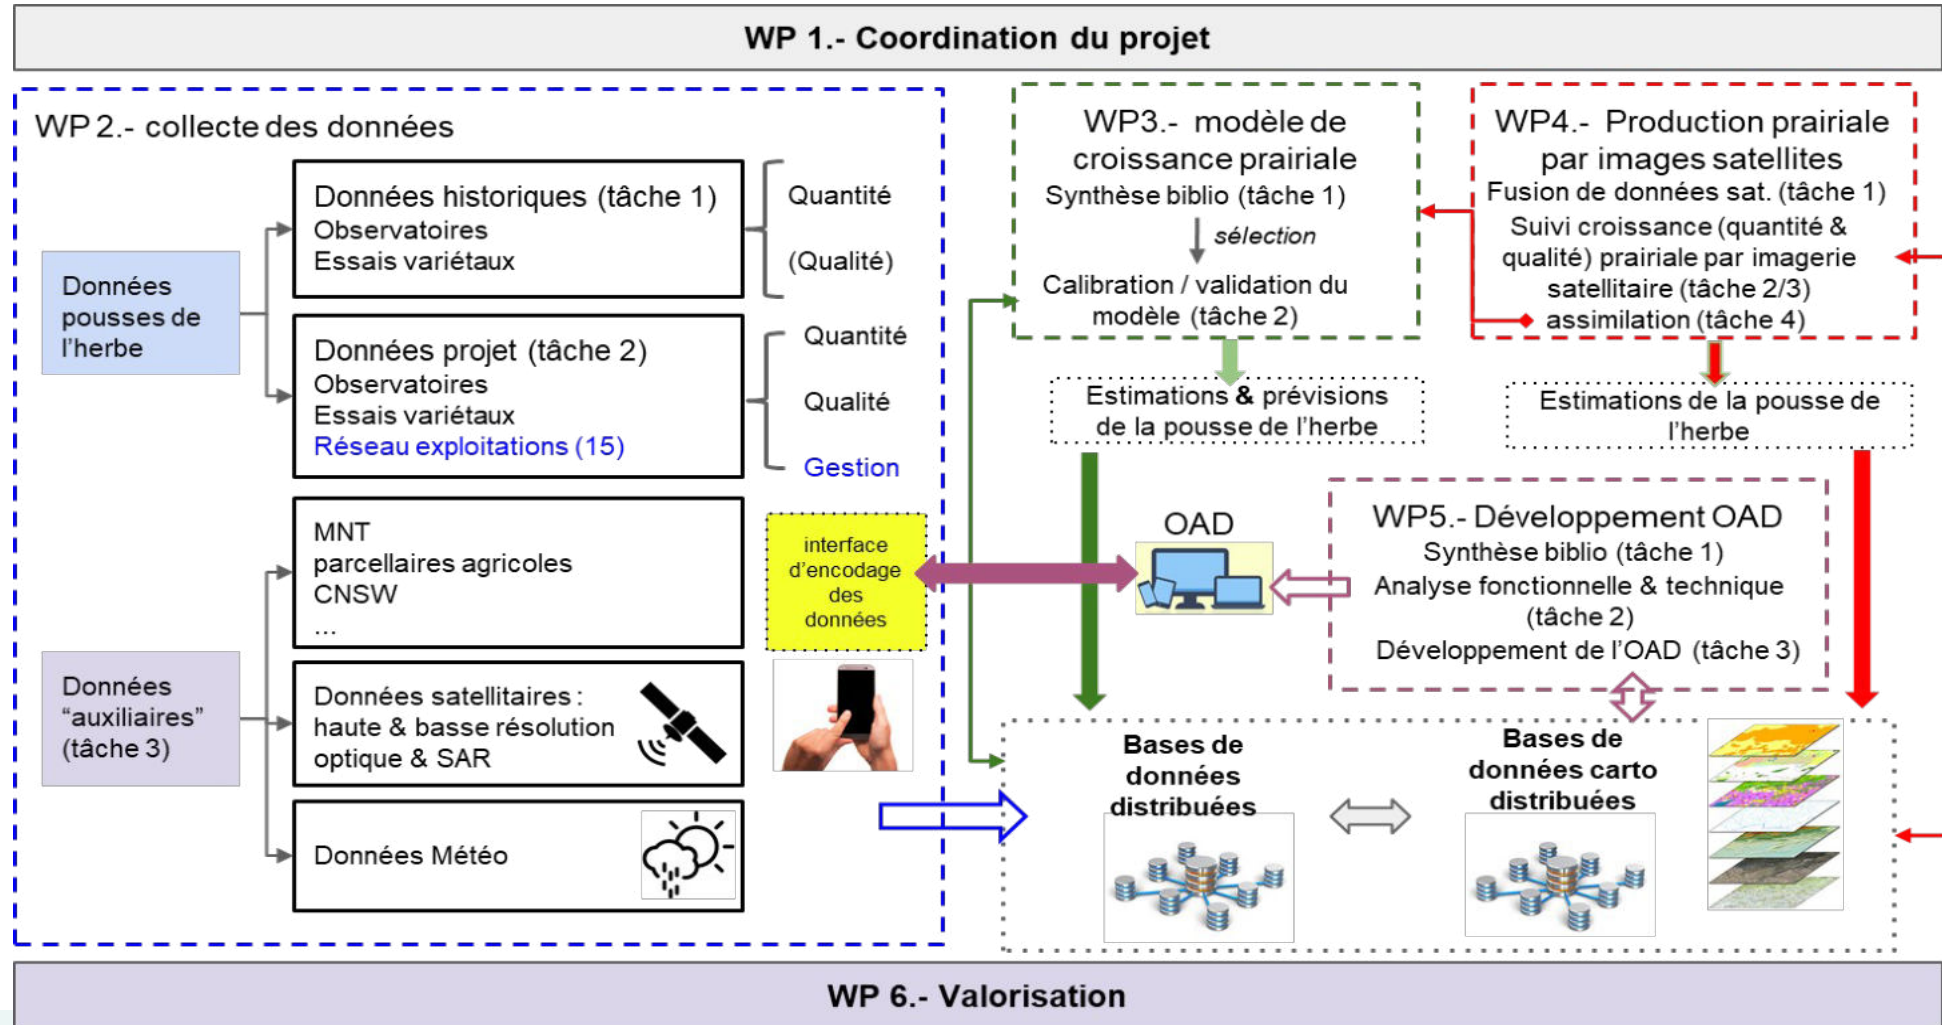 WP 1.- Coordination du projet
WP 2.- collecte des données
Données
pousses de
l'herbe
Données historiques (tâche 1)
Observatoires
Essais variétaux
Quantité
(Qualité)
Données projet (tâche 2)
Observatoires
Essais variétaux
Réseau exploitations (15)
Quantité
Qualité
Gestion
Données
“auxiliaires”
(tâche 3)
MNT
parcellaires agricoles
CNSW
...
Données satellitaires :
haute & basse résolution
optique & SAR
Données Météo
interface
d'encodage
des
données
WP3.- modèle de
croissance prairiale
Synthèse biblio (tâche 1)
sélection
Calibration / validation du
modèle (tâche 2)
Estimations & prévisions
de la pousse de l'herbe
WP4.- Production prairiale
par images satellites
Fusion de données sat. (tâche 1)
Suivi croissance (quantité &
qualité) prairiale par imagerie
satellitaire (tâche 2/3)
assimilation (tâche 4)
Estimations de la pousse de
l'herbe
OAD
WP5.- Développement OAD
Synthèse biblio (tâche 1)
Analyse fonctionnelle & technique
(tâche 2)
Développement de l'OAD (tâche 3)
Bases de
données
distribuées
Bases de
données carto
distribuées
WP 6.- Valorisation